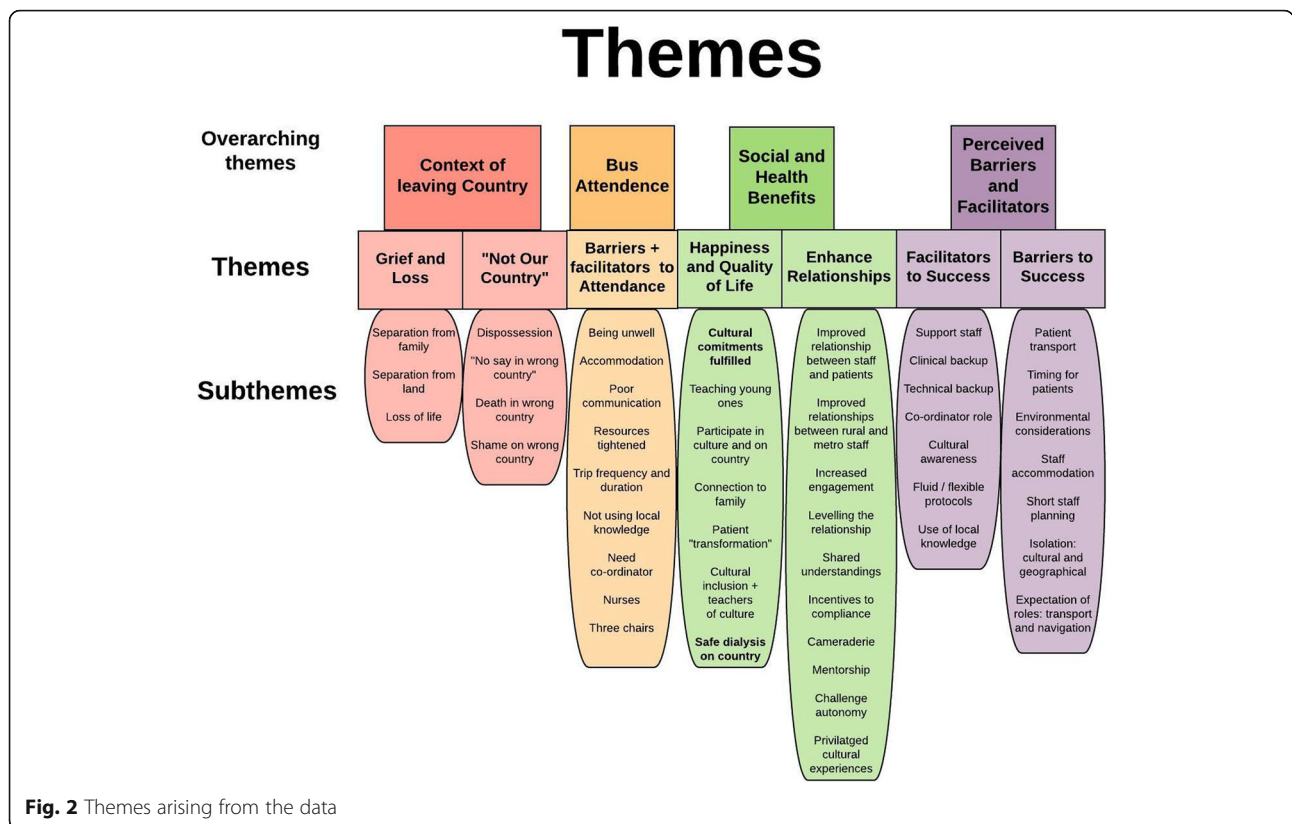 Themes
Overarching
themes
Context of
leaving Country
Bus
Attendence
Social and
Health
Benefits
Perceived
Barriers
and
Facilitators
Themes
Grief and
Loss
"Not Our
Country"
Barriers +
facilitators to
Attendance
Happiness
and Quality
of Life
Enhance
Relationships
Facilitators
to Success
Barriers to
Success
Subthemes
Separation from
family
Separation from
land
Loss of life
Dispossession
"No say in wrong
country"
Death in wrong
country
Shame on wrong
country
Being unwell
Accommodation
Poor
communication
Resources
tightened
Trip frequency and
duration
Not using local
knowledge
Need
co-ordinator
Nurses
Three chairs
Cultural
comitments
fulfilled
Teaching young
ones
Participate in
culture and on
country
Connection to
family
Patient
"transformation"
Cultural
inclusion +
teachers
of culture
Safe dialysis
on country
Improved
relationship
between staff
and patients
Improved
relationships
between rural and
metro staff
Increased
engagement
Levelling the
relationship
Shared
understandings
Incentives to
compliance
Cameraderie
Mentorship
Challenge
autonomy
Privilatged
cultural
experiences
Support staff
Clinical backup
Technical backup
Co-ordinator role
Cultural
awareness
Fluid / flexible
protocols
Use of local
knowledge
Patient
transport
Timing for
patients
Environmental
considerations
Staff
accommodation
Short staff
planning
Isolation:
cultural and
geographical
Expectation of
roles: transport
and navigation
Fig. 2 Themes arising from the data